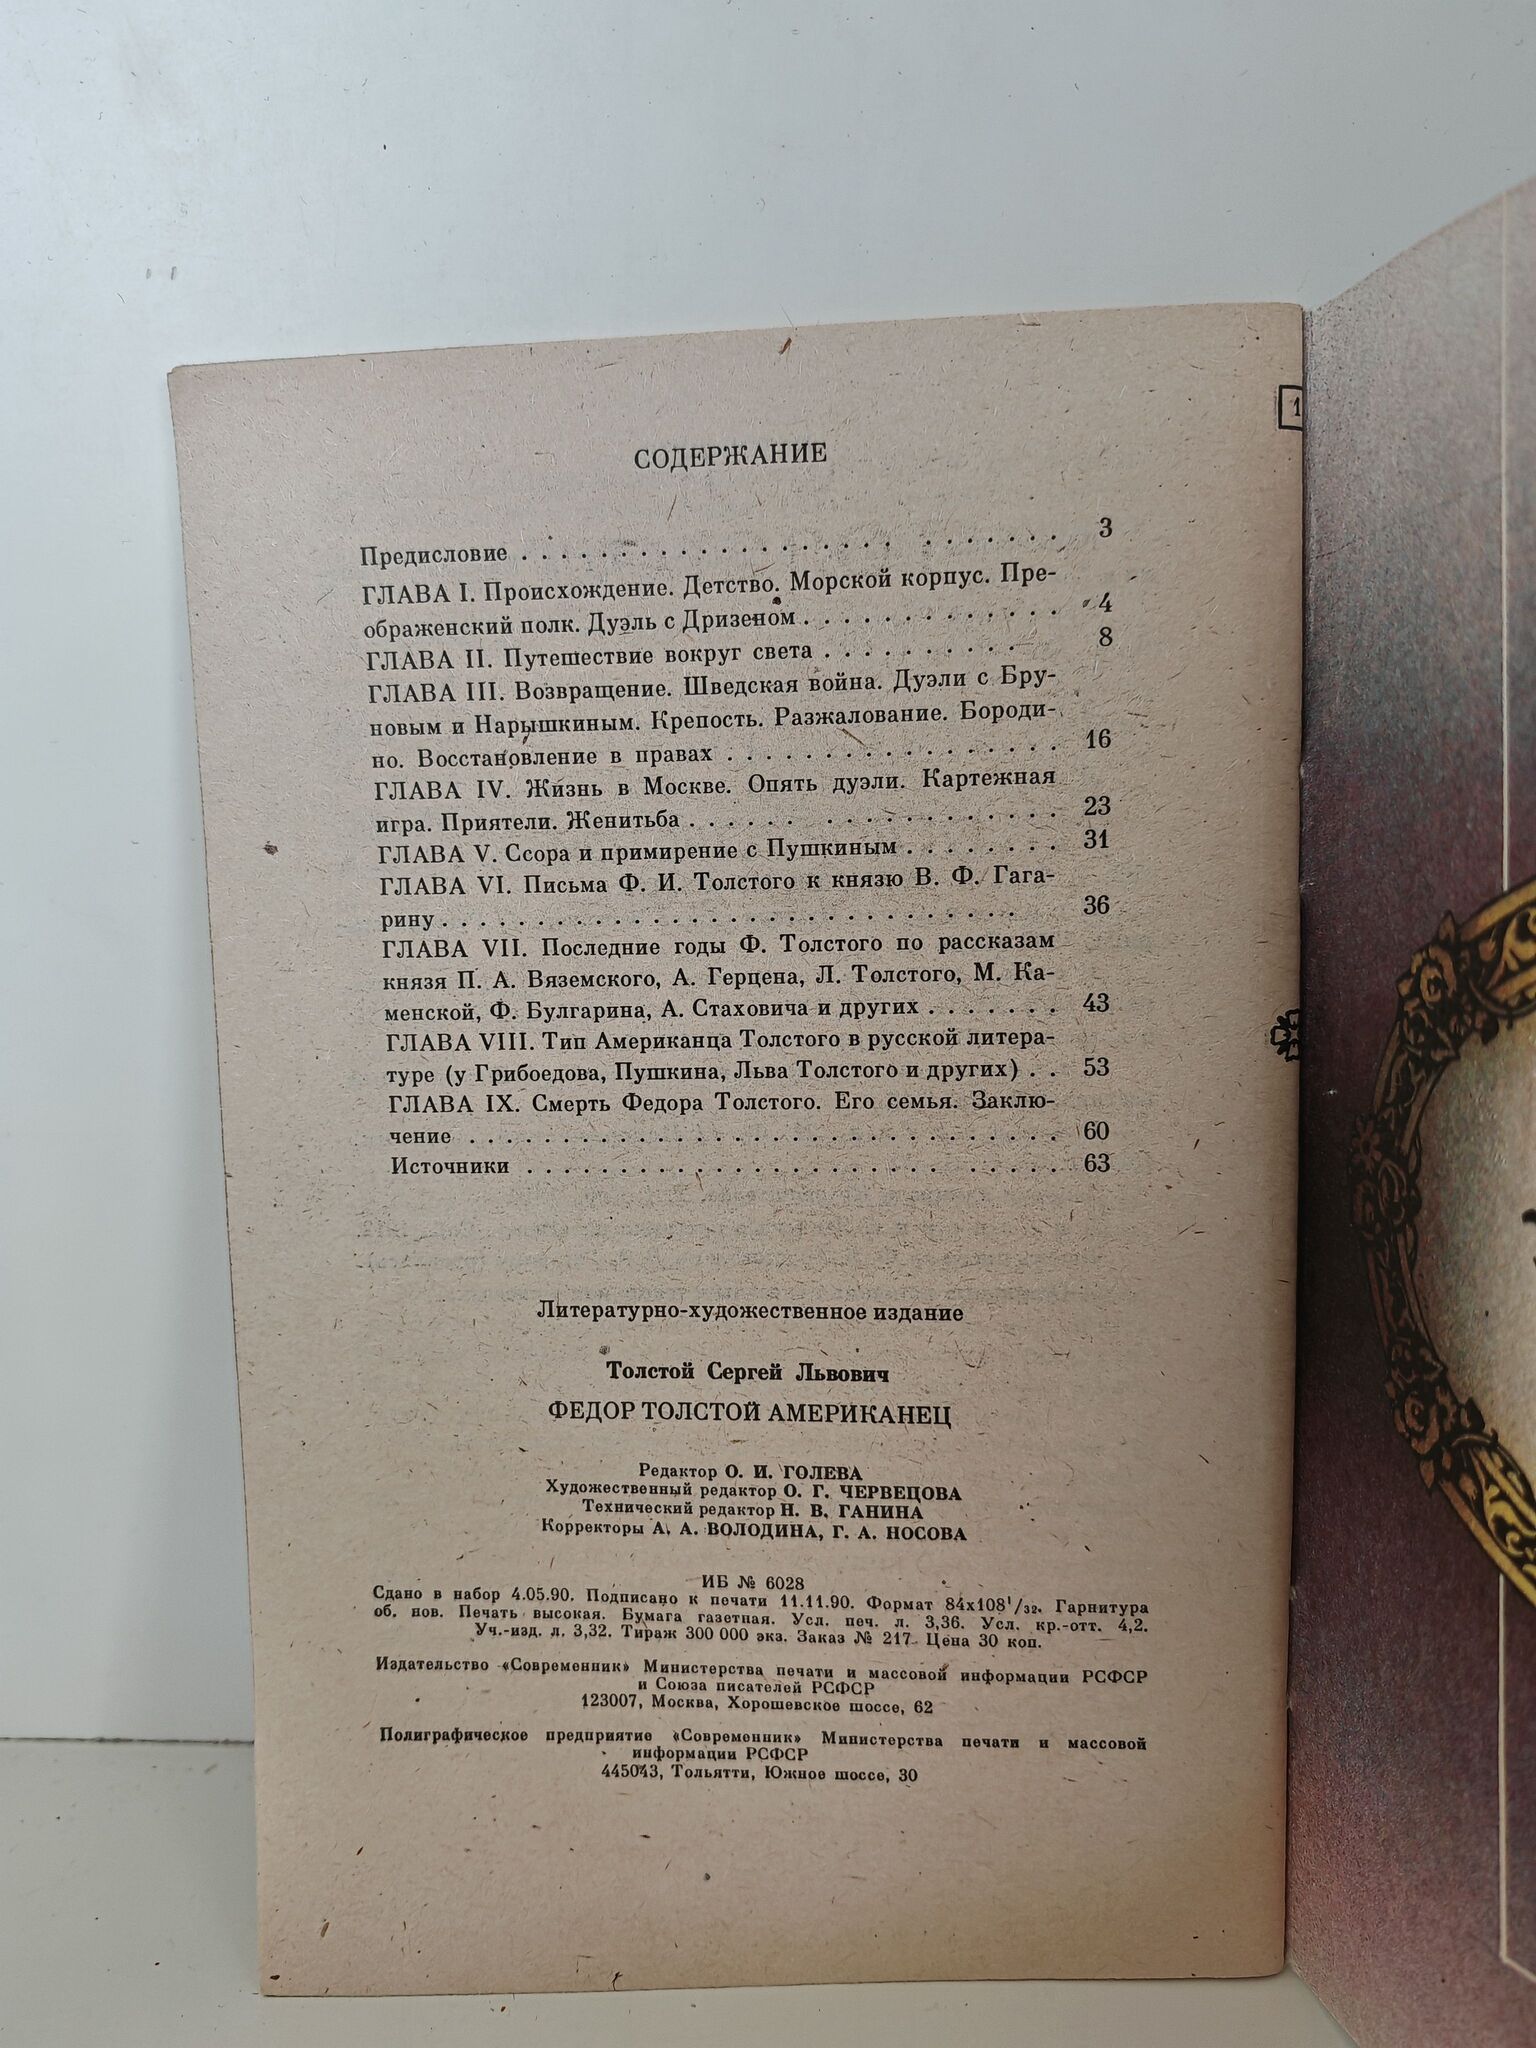 СОДЕРЖАНИЕ
Предисловие . . . . . . . . . . . . . . . . . . . . . . . . . . 3
ГЛАВА I. Происхождение. Детство. Морской корпус. Пре-
ображенский полк. Дуэль с Дризеном . . . . . . . . . . . . . 4
ГЛАВА II. Путешествие вокруг света . . . . . . . . . . 8
ГЛАВА III. Возвращение. Шведская война. Дуэли с Бру-
новым и Нарышкиным. Крепость. Разжалование. Бороди-
но. Восстановление в правах . . . . . . . . . . . . . . . . 16
ГЛАВА IV. Жизнь в Москве. Опять дуэли. Картежная
игра. Приятели. Женитьба . . . . . . . . . . . . . . . . . 23
ГЛАВА V. Ссора и примирение с Пушкиным . . . . . . . . 31
ГЛАВА VI. Письма Ф. И. Толстого к князю В. Ф. Гага-
рину . . . . . . . . . . . . . . . . . . . . . . . . . . . . 36
ГЛАВА VII. Последние годы Ф. Толстого по рассказам
князя П. А. Вяземского, А. Герцена, Л. Толстого, М. Ка-
менской, Ф. Булгарина, А. Стаховича и других . . . . . . . 43
ГЛАВА VIII. Тип Американца Толстого в русской литера-
туре (у Грибоедова, Пушкина, Льва Толстого и других) . . 53
ГЛАВА IX. Смерть Федора Толстого. Его семья. Заклю-
чение . . . . . . . . . . . . . . . . . . . . . . . . . . . 60
Источники . . . . . . . . . . . . . . . . . . . . . . . . 63
Литературно-художественное издание
Толстой Сергей Львович
ФЕДОР ТОЛСТОЙ АМЕРИКАНЕЦ
Редактор О. И. ГОЛЕВА
Художественный редактор О. Г. ЧЕРВЕЦОВА
Технический редактор Н. В. ГАНИНА
Корректоры А. А. ВОЛОДИНА, Г. А. НОСОВА
ИБ № 6028
Сдано в набор 4.05.90. Подписано к печати 11.11.90. Формат 84х108¹/₃₂. Гарнитура
об. нов. Печать высокая. Бумага газетная. Усл. печ. л. 3,36. Усл. кр.-отт. 4,2.
Уч.-изд. л. 3,32. Тираж 300 000 экз. Заказ № 217. Цена 30 коп.
Издательство «Современник» Министерства печати и массовой информации РСФСР
и Союза писателей РСФСР
123007, Москва, Хорошевское шоссе, 62
Полиграфическое предприятие «Современник» Министерства печати и массовой
информации РСФСР
445043, Тольятти, Южное шоссе, 30
1